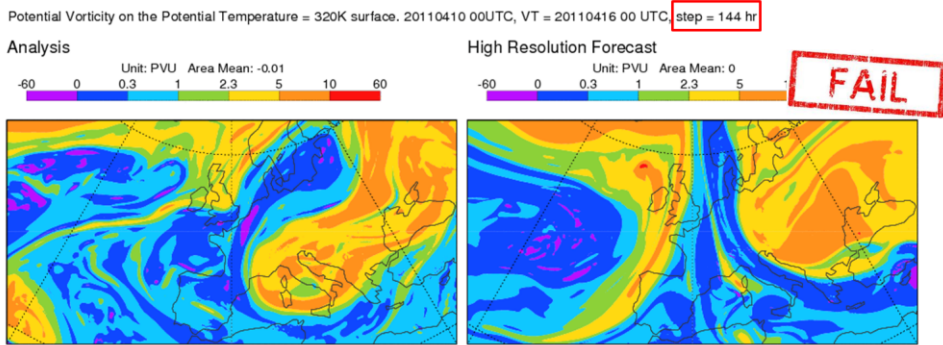 Potential Vorticity on the Potential Temperature = 320K surface. 20110410 00UTC, VT = 20110416 00 UTC, step = 144 hr
Analysis
Unit: PVU Area Mean: -0.01
-60 0 0.3 1 2.3 5 10 60
High Resolution Forecast
Unit: PVU Area Mean: 0
-60 0 0.3 1 2.3 5
FAIL